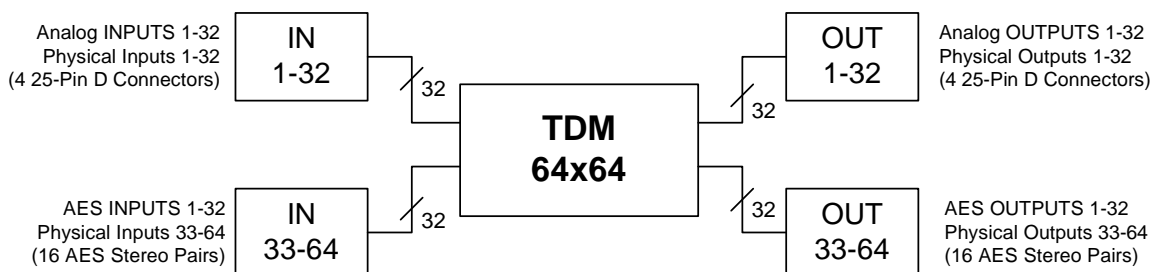 Analog INPUTS 1-32
Physical Inputs 1-32
(4 25-Pin D Connectors)
IN
1-32
32
TDM
64x64
OUT
1-32
32
Analog OUTPUTS 1-32
Physical Outputs 1-32
(4 25-Pin D Connectors)
AES INPUTS 1-32
Physical Inputs 33-64
(16 AES Stereo Pairs)
IN
33-64
32
32
OUT
33-64
AES OUTPUTS 1-32
Physical Outputs 33-64
(16 AES Stereo Pairs)